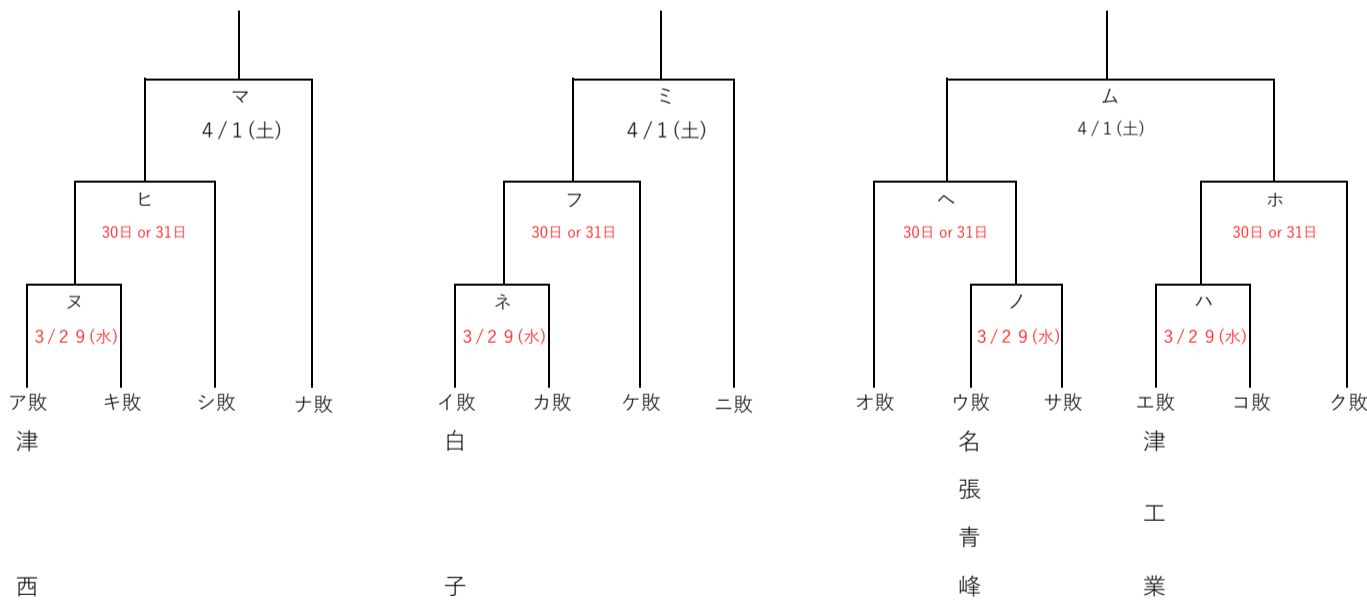 マ ミ ム
4/1(土) 4/1(土) 4/1(土)
ヒ フ ヘ ホ
30日 or 31日 30日 or 31日 30日 or 31日 30日 or 31日
ヌ ネ ノ ハ
3/29(水) 3/29(水) 3/29(水) 3/29(水)
ア敗 キ敗 シ敗 ナ敗 イ敗 カ敗 ケ敗 ニ敗 オ敗 ウ敗 サ敗 エ敗 コ敗 ク敗
津西
白子
名張青峰
津工業